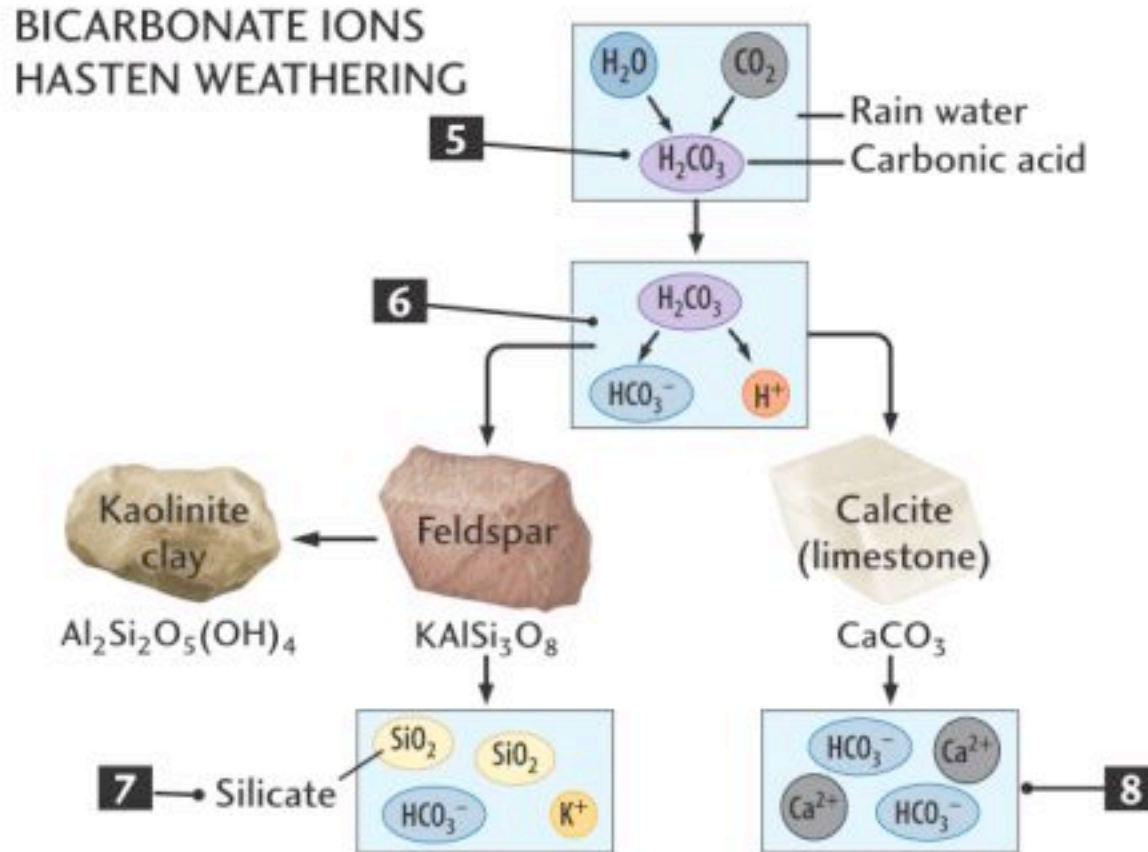 BICARBONATE IONS
HASTEN WEATHERING
H₂O
CO₂
Rain water
5
H₂CO₃
Carbonic acid
6
H₂CO₃
HCO₃⁻
H⁺
Kaolinite
clay
Feldspar
Calcite
(limestone)
Al₂Si₂O₅(OH)₄
KAlSi₃O₈
CaCO₃
SiO₂
SiO₂
HCO₃⁻
Ca²⁺
7
Silicate
8
HCO₃⁻
K⁺
Ca²⁺
HCO₃⁻